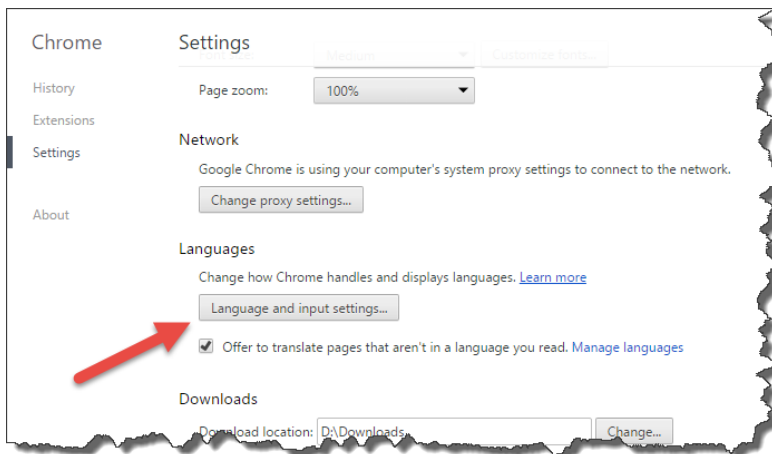 Chrome
Settings
Medium
Customize fonts...
History
Page zoom: 100%
Extensions
Settings
Network
Google Chrome is using your computer's system proxy settings to connect to the network.
Change proxy settings...
About
Languages
Change how Chrome handles and displays languages. Learn more
Language and input settings...
Offer to translate pages that aren't in a language you read. Manage languages
Downloads
Download location: D:\Downloads
Change...